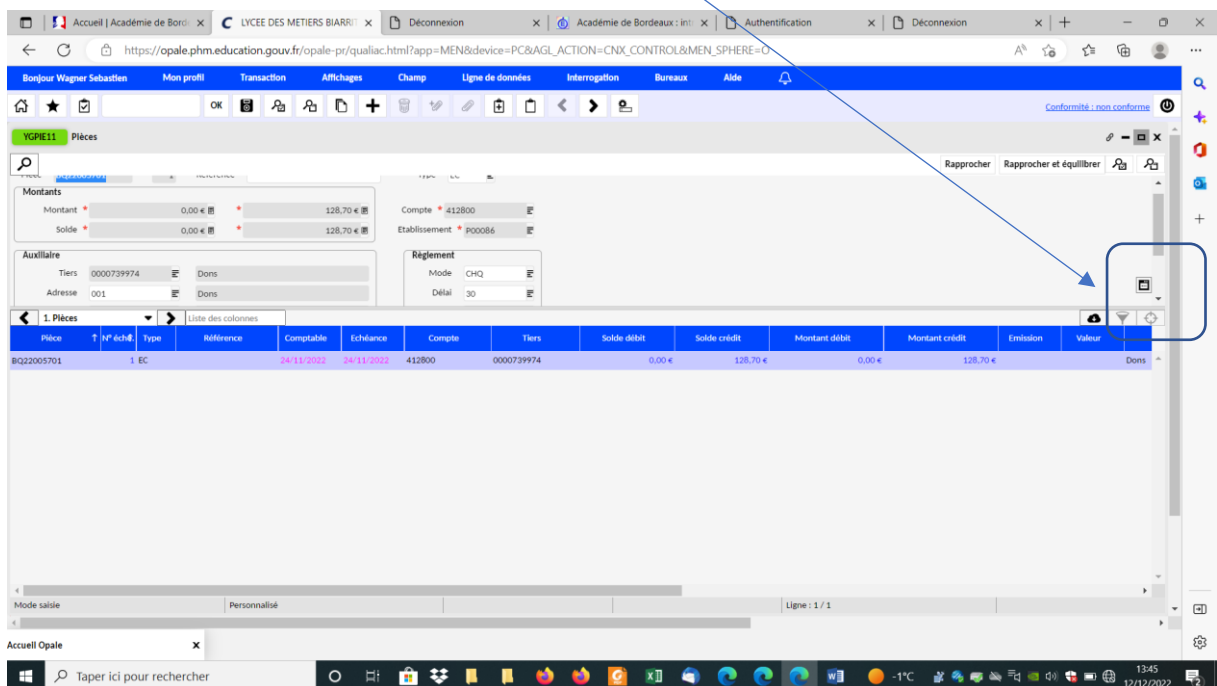 Accueil | Académie de Borde
LYCEE DES METIERS BIARRIT
Déconnexion
Académie de Bordeaux : int
Authentification
Déconnexion
https://opale.phm.education.gouv.fr/opale-pr/qualiac.html?app=MEN&device=PC&AGL_ACTION=CNX_CONTROL&MEN_SPHERE=O
Bonjour Wagner Sebastien Mon profil Transaction Affichages Champ Ligne de données Interrogation Bureaux Aide
OK Conformité : non conforme
YGPIE11 Pièces
Rapprocher Rapprocher et équilibrer
Montants
Montant * 0,00 € * 128,70 € Compte * 412800
Solde * 0,00 € * 128,70 € Etablissement * P00086
Auxiliaire Règlement
Tiers 0000739974 Dons Mode CHQ
Adresse 001 Dons Délai 30
1. Pièces Liste des colonnes
Pièce N° éché. Type Référence Comptable Echéance Compte Tiers Solde débit Solde crédit Montant débit Montant crédit Emission Valeur
BQ22005701 1 EC 24/11/2022 24/11/2022 412800 0000739974 0,00 € 128,70 € 0,00 € 128,70 € Dons
Mode saisie Personnalisé Ligne : 1 / 1
Accueil Opale x
Taper ici pour rechercher
-1°C
13:45
12/12/2022